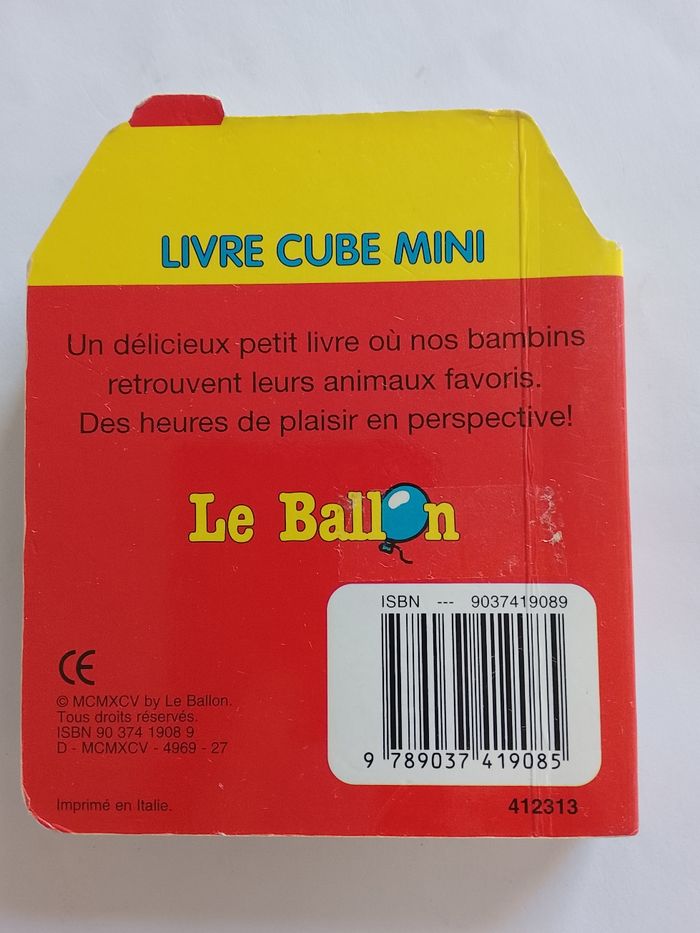 LIVRE CUBE MINI
Un délicieux petit livre où nos bambins
retrouvent leurs animaux favoris.
Des heures de plaisir en perspective!
Le Ballon
ISBN --- 9037419089
9 789037 419085
CE
© MCMXCV by Le Ballon.
Tous droits réservés.
ISBN 90 374 1908 9
D - MCMXCV - 4969 - 27
Imprimé en Italie.
412313